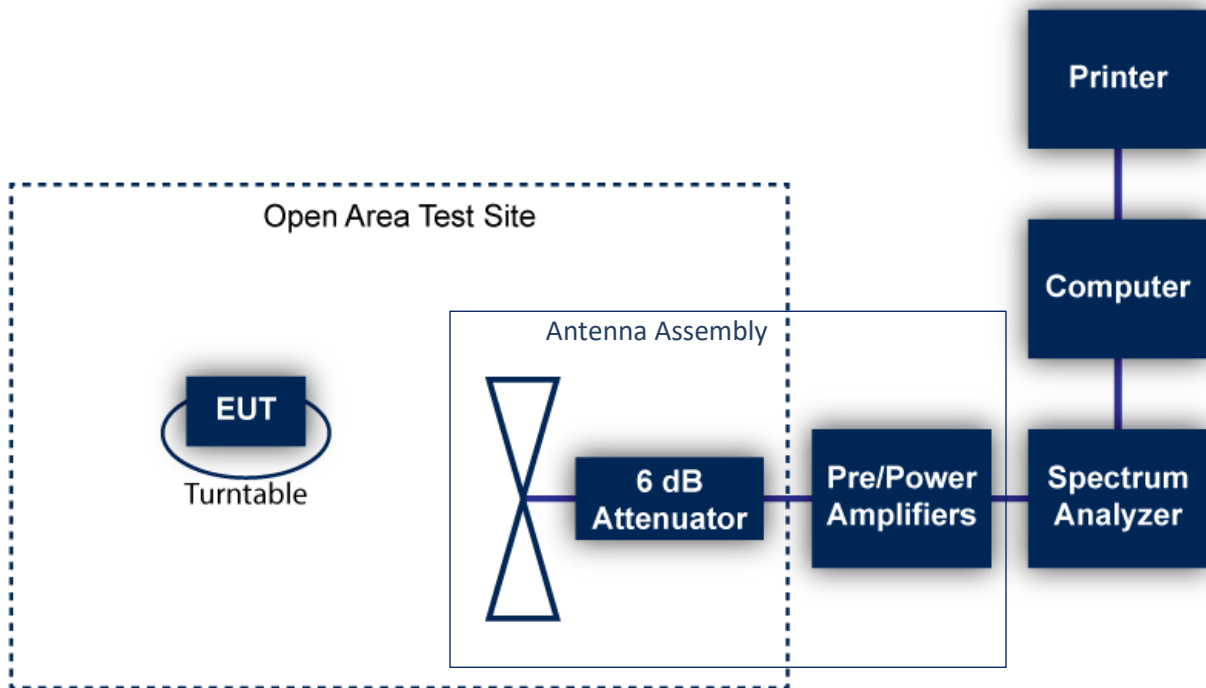 Printer
Open Area Test Site
Computer
Antenna Assembly
EUT
Turntable
6 dB
Attenuator
Pre/Power
Amplifiers
Spectrum
Analyzer